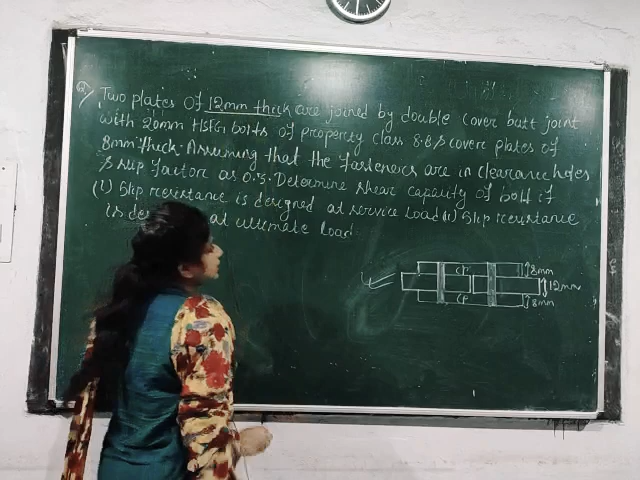 Q) Two plates of 12mm thick are joined by double cover butt joint
with 20mm HSFG bolts of property class 8.8 & cover plates of
8mm thick. Assuming that the fasteners are in clearance holes
& slip factor as 0.5. Determine shear capacity of bolt if
(i) Slip resistance is designed at service load (ii) Slip resistance
is at ultimate load
CP 8mm
12mm
CP 8mm